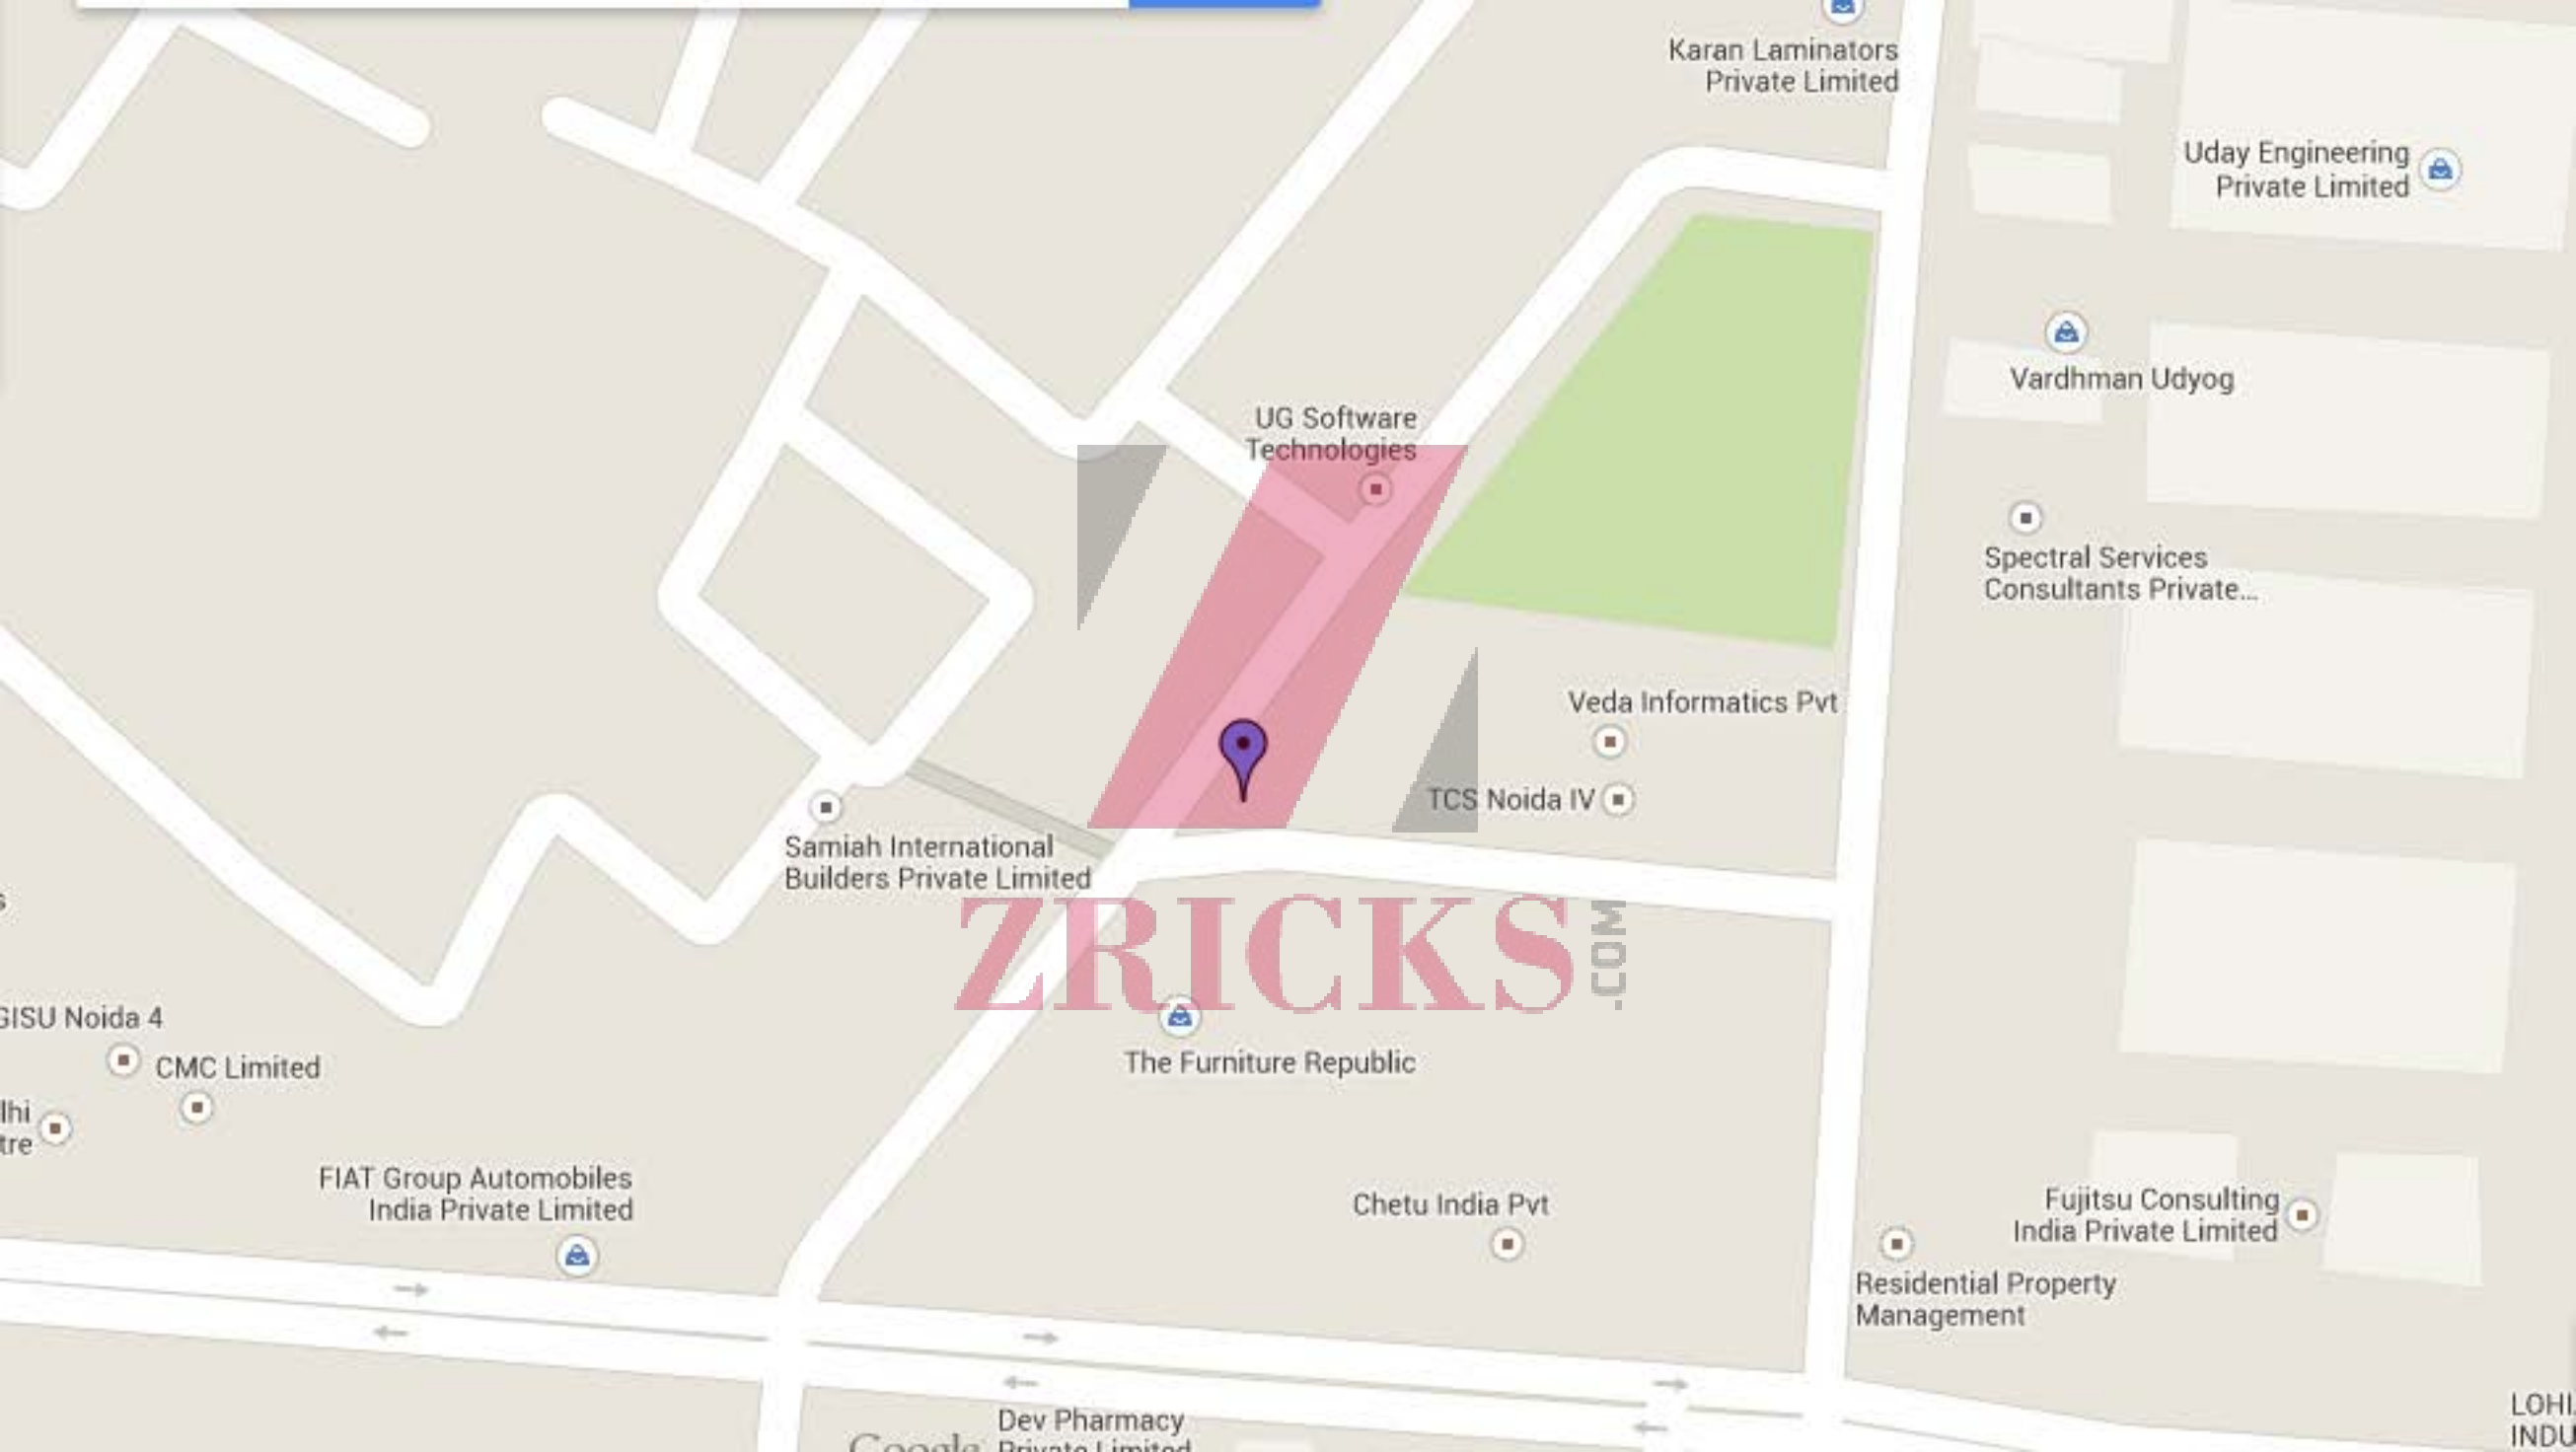 Karan Laminators
Private Limited
Uday Engineering
Private Limited
Vardhman Udyog
UG Software
Technologies
Spectral Services
Consultants Private...
Veda Informatics Pvt
TCS Noida IV
Samiah International
Builders Private Limited
ZRICKS
.COM
GISU Noida 4
CMC Limited
The Furniture Republic
FIAT Group Automobiles
India Private Limited
Chetu India Pvt
Fujitsu Consulting
India Private Limited
Residential Property
Management
Dev Pharmacy
Private Limited
Google